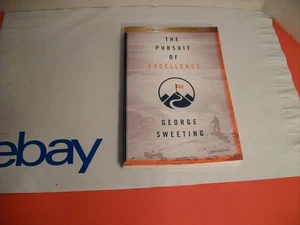 THE
PURSUIT
OF
EXCELLENCE
GEORGE
SWEETING
ebay